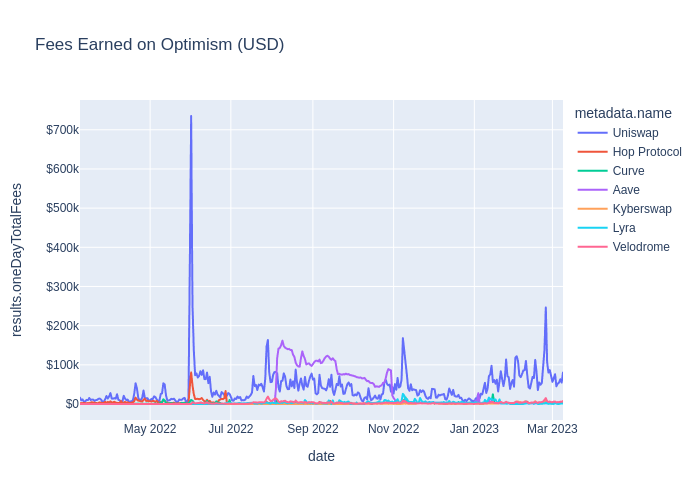 Fees Earned on Optimism (USD)
metadata.name
Uniswap
Hop Protocol
Curve
Aave
Kyberswap
Lyra
Velodrome
results.oneDayTotalFees
$700k
$600k
$500k
$400k
$300k
$200k
$100k
$0
May 2022
Jul 2022
Sep 2022
Nov 2022
Jan 2023
Mar 2023
date